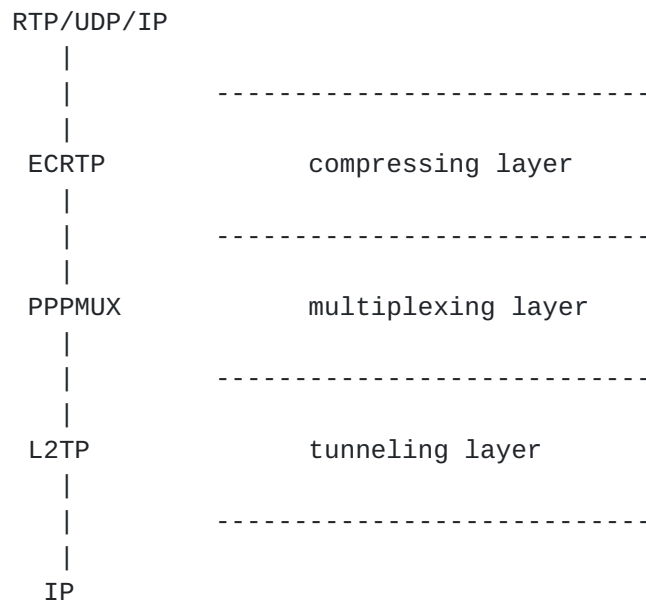 RTP/UDP/IP
ECRTP compressing layer
PPPMUX multiplexing layer
L2TP tunneling layer
IP